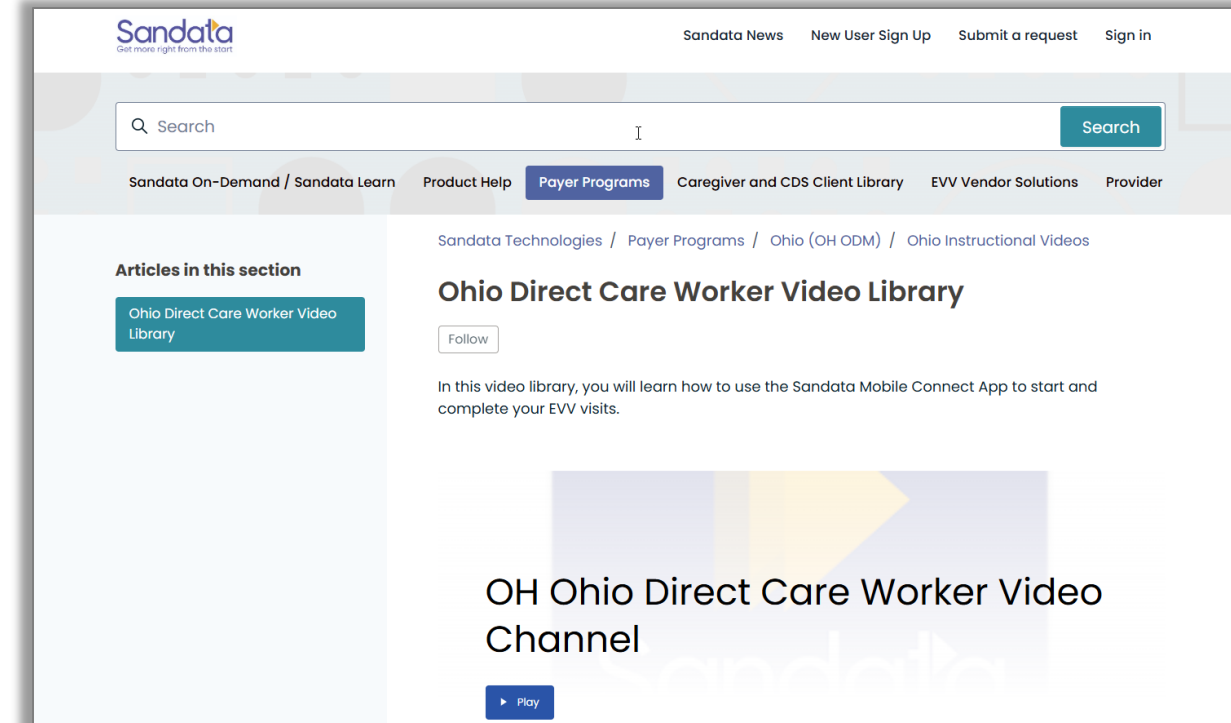 Sandata
Get more right from the start
Sandata News New User Sign Up Submit a request Sign in
Search
Search
Sandata On-Demand / Sandata Learn Product Help Payer Programs Caregiver and CDS Client Library EVV Vendor Solutions Provider
Sandata Technologies / Payer Programs / Ohio (OH ODM) / Ohio Instructional Videos
Articles in this section
Ohio Direct Care Worker Video
Library
Ohio Direct Care Worker Video Library
Follow
In this video library, you will learn how to use the Sandata Mobile Connect App to start and
complete your EVV visits.
OH Ohio Direct Care Worker Video
Channel
Sandata
Play